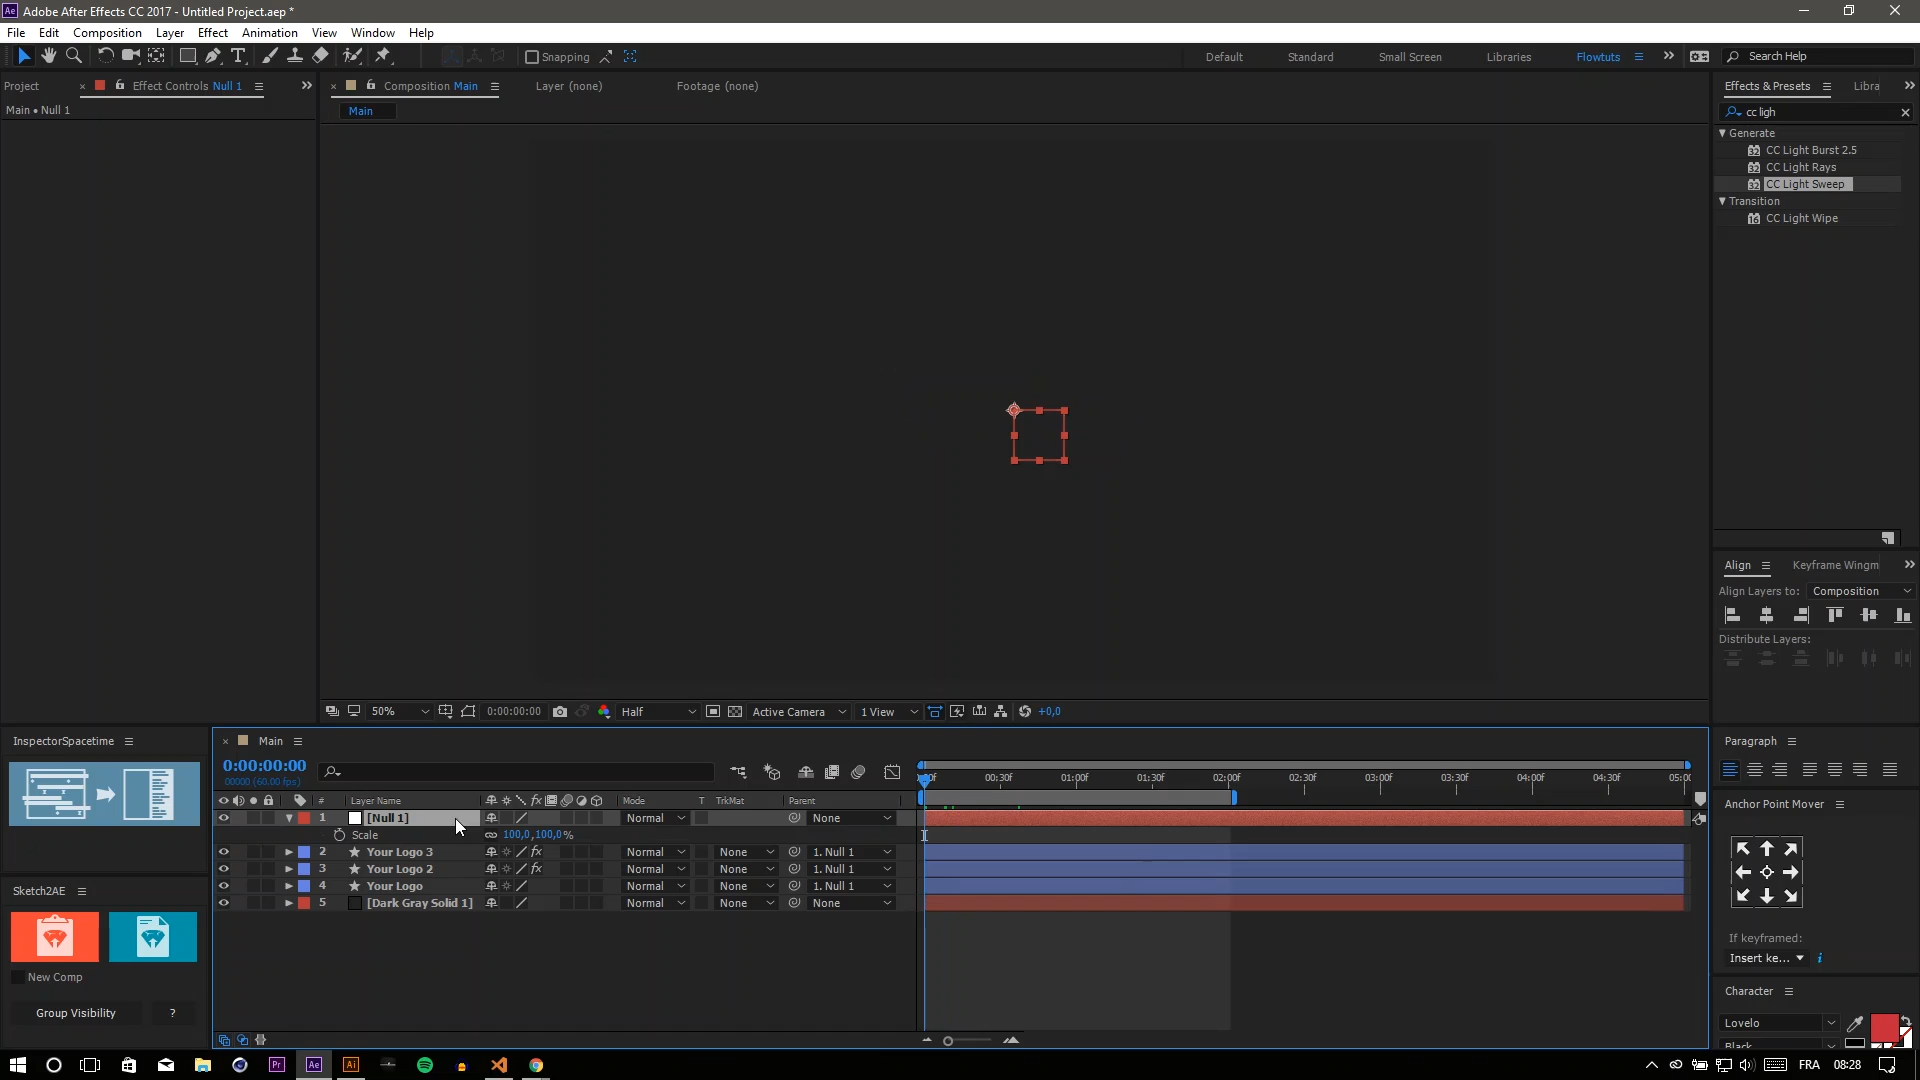 Adobe After Effects CC 2017 - Untitled Project.aep *
File Edit Composition Layer Effect Animation View Window Help
Snapping Default Standard Small Screen Libraries Flowtuts Search Help
Project Effect Controls Null 1
Composition Main Layer (none) Footage (none)
Effects & Presets Libra
Main • Null 1
Main
cc ligh
Generate
CC Light Burst 2.5
CC Light Rays
CC Light Sweep
Transition
CC Light Wipe
Align Keyframe Wingm
Align Layers to: Composition
Distribute Layers:
50% 0:00:00:00 Half Active Camera 1 View +0,0
InspectorSpacetime
Main
Paragraph
0:00:00:00
00000 (60.00 fps)
:00f 00:30f 01:00f 01:30f 02:00f 02:30f 03:00f 03:30f 04:00f 04:30f 05:00
# Layer Name Mode T TrkMat Parent
1 [Null 1] Normal None
Scale 100,0, 100,0 %
2 Your Logo 3 fx Normal None 1. Null 1
3 Your Logo 2 fx Normal None 1. Null 1
4 Your Logo Normal None 1. Null 1
5 [Dark Gray Solid 1] Normal None None
Sketch2AE
New Comp
Group Visibility ?
Anchor Point Mover
If keyframed:
Insert ke... i
Character
Lovelo
Black
Pr Ae Ai FRA 08:28